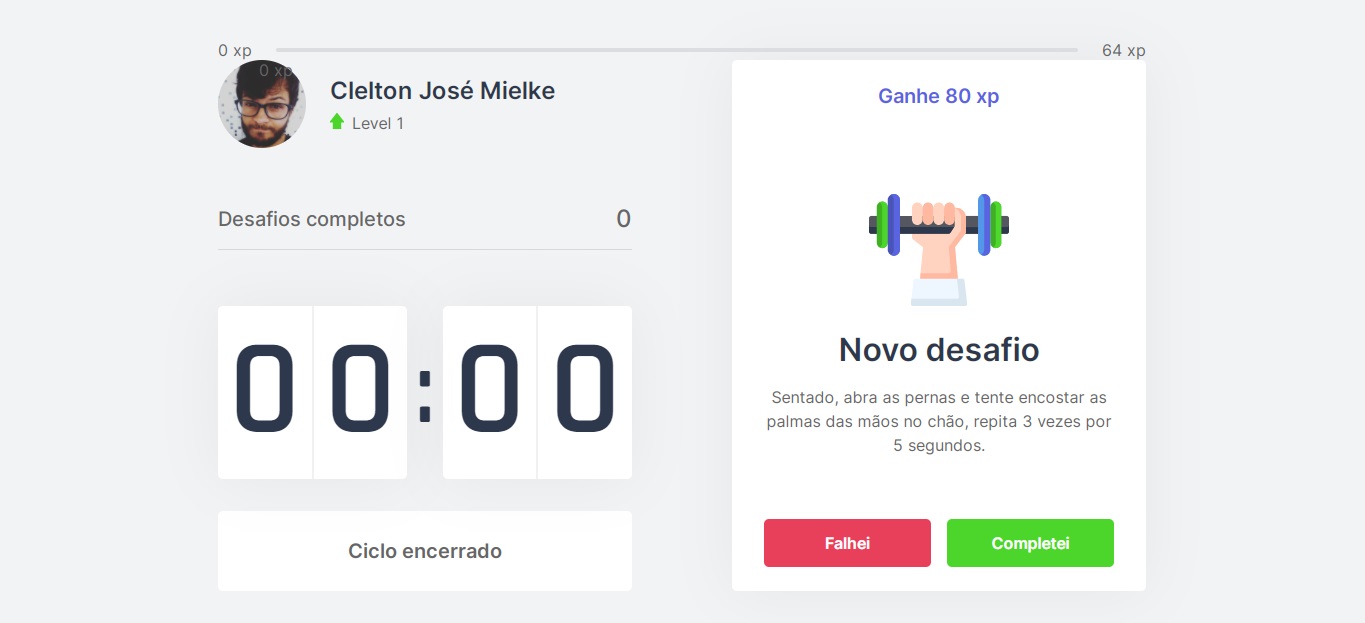 0 xp
64 xp
0 xp
Clelton José Mielke
Level 1
Desafios completos
0
00:00
Ciclo encerrado
Ganhe 80 xp
Novo desafio
Sentado, abra as pernas e tente encostar as
palmas das mãos no chão, repita 3 vezes por
5 segundos.
Falhei
Completei